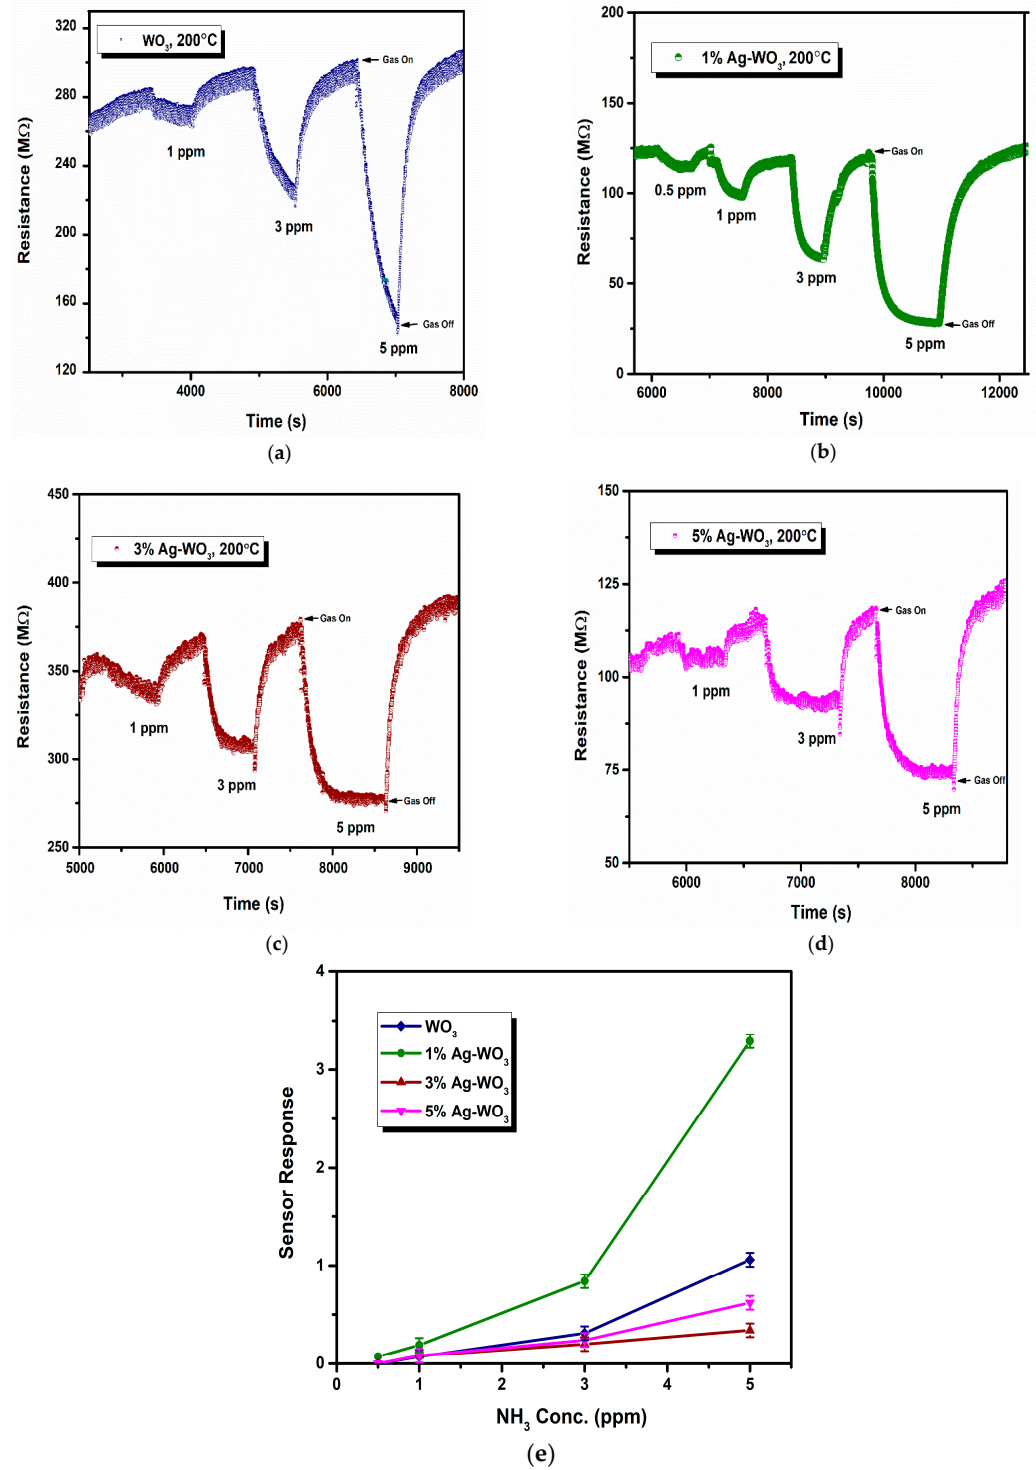 320
280
240
200
160
120
Resistance (MΩ)
WO3, 200°C
Gas On
1 ppm
3 ppm
Gas Off
5 ppm
4000
6000
8000
Time (s)
(a)
200
150
100
50
0
Resistance (MΩ)
1% Ag-WO3, 200°C
Gas On
0.5 ppm
1 ppm
3 ppm
Gas Off
5 ppm
6000
8000
10000
12000
Time (s)
(b)
450
400
350
300
250
Resistance (MΩ)
3% Ag-WO3, 200°C
Gas On
1 ppm
3 ppm
Gas Off
5 ppm
5000
6000
7000
8000
9000
Time (s)
(c)
150
125
100
75
50
Resistance (MΩ)
5% Ag-WO3, 200°C
Gas On
1 ppm
3 ppm
Gas Off
5 ppm
6000
7000
8000
Time (s)
(d)
4
3
2
1
0
Sensor Response
WO3
1% Ag-WO3
3% Ag-WO3
5% Ag-WO3
0
1
2
3
4
5
NH3 Conc. (ppm)
(e)